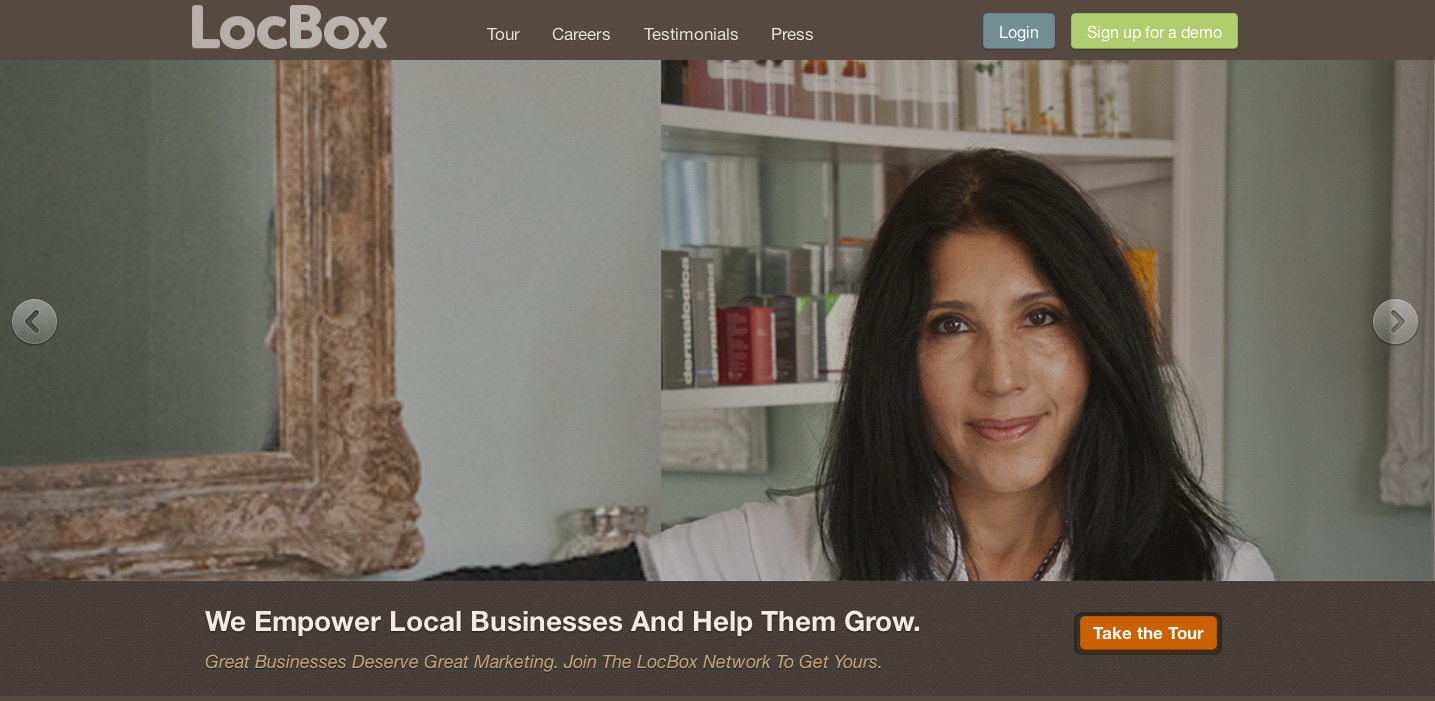 LocBox
Tour Careers Testimonials Press
Login Sign up for a demo
dermalogica dermalogica
We Empower Local Businesses And Help Them Grow.
Take the Tour
Great Businesses Deserve Great Marketing. Join The LocBox Network To Get Yours.